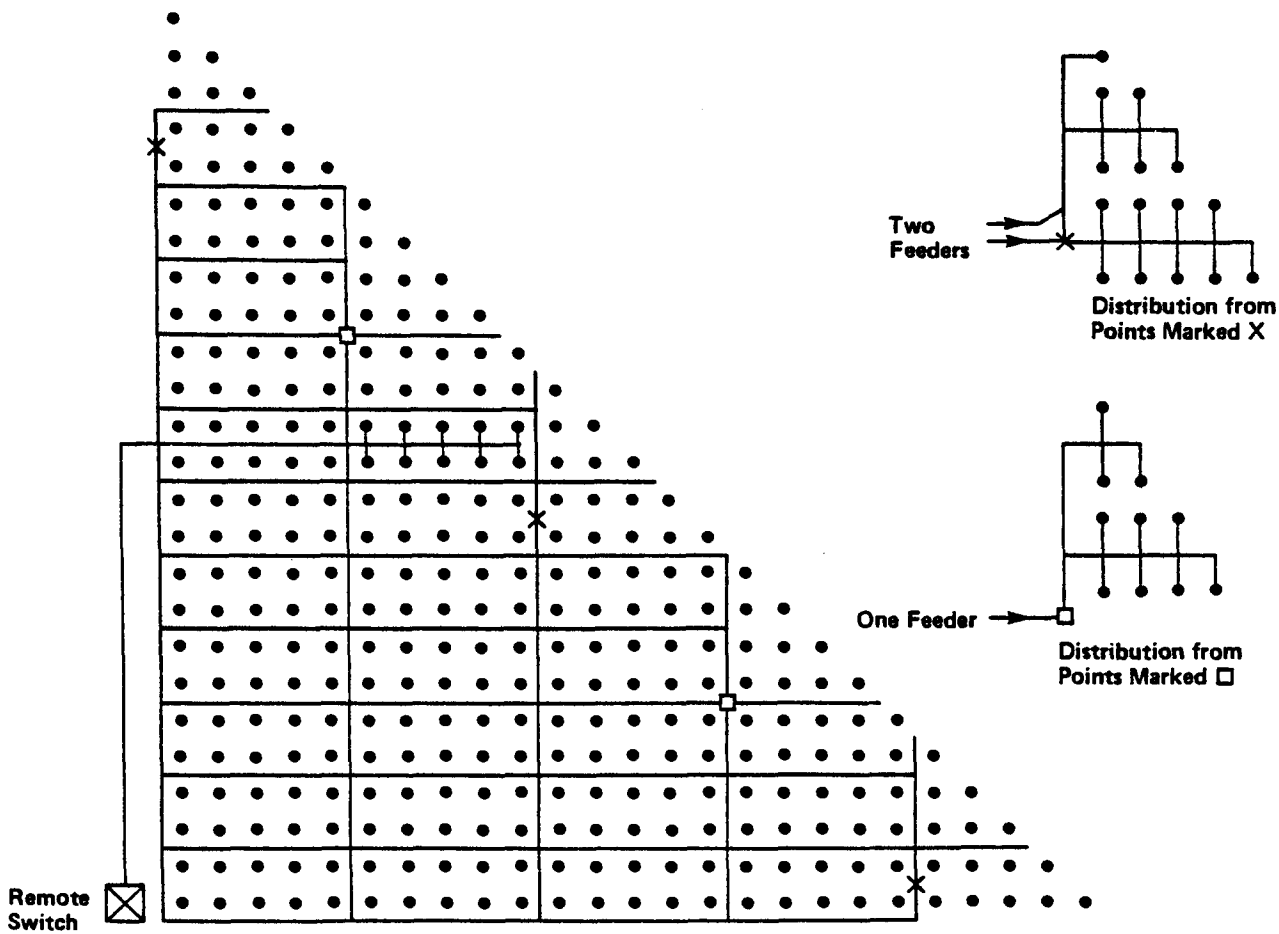 Two
Feeders
Distribution from
Points Marked X
One Feeder
Distribution from
Points Marked □
Remote
Switch